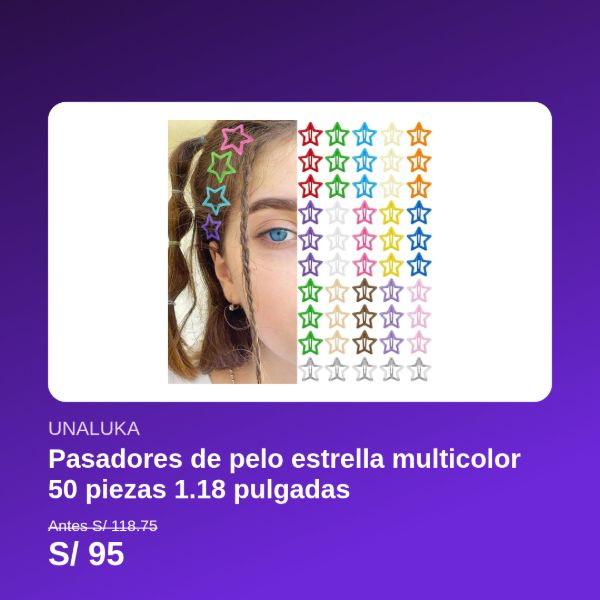 UNALUKA
Pasadores de pelo estrella multicolor
50 piezas 1.18 pulgadas
Antes S/ 118.75
S/ 95